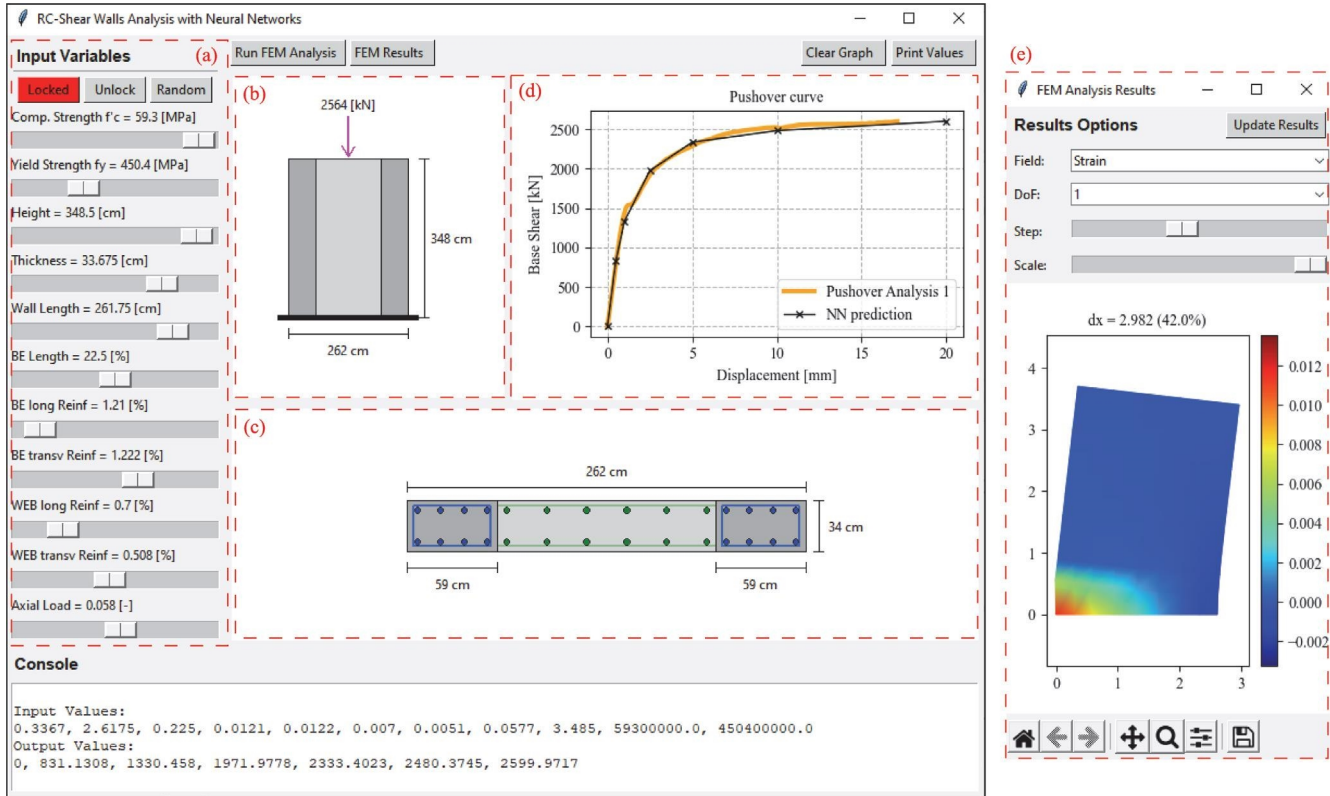 RC-Shear Walls Analysis with Neural Networks
Input Variables (a)
Locked Unlock Random
Comp. Strength f'c = 59.3 [MPa]
Yield Strength fy = 450.4 [MPa]
Height = 348.5 [cm]
Thickness = 33.675 [cm]
Wall Length = 261.75 [cm]
BE Length = 22.5 [%]
BE long Reinf = 1.21 [%]
BE transv Reinf = 1.222 [%]
WEB long Reinf = 0.7 [%]
WEB transv Reinf = 0.508 [%]
Axial Load = 0.058 [-]
Run FEM Analysis FEM Results Clear Graph Print Values
(b)
2564 [kN]
348 cm
262 cm
(d)
Pushover curve
Base Shear [kN]
2500
2000
1500
1000
500
0
Pushover Analysis 1
NN prediction
0 5 10 15 20
Displacement [mm]
(c)
262 cm
34 cm
59 cm 59 cm
Console
Input Values:
0.3367, 2.6175, 0.225, 0.0121, 0.0122, 0.007, 0.0051, 0.0577, 3.485, 59300000.0, 450400000.0
Output Values:
0, 831.1308, 1330.458, 1971.9778, 2333.4023, 2480.3745, 2599.9717
(e)
FEM Analysis Results
Results Options Update Results
Field: Strain
DoF: 1
Step:
Scale:
dx = 2.982 (42.0%)
4
3
2
1
0
0 1 2 3
0.012
0.010
0.008
0.006
0.004
0.002
0.000
−0.002